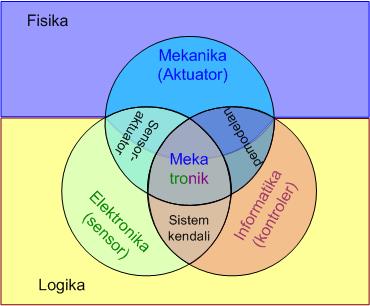 Fisika
Mekanika
(Aktuator)
Sensor-
aktuator
pemodelan
Meka
tronik
Elektronika
(sensor)
Sistem
kendali
Informatika
(kontroler)
Logika